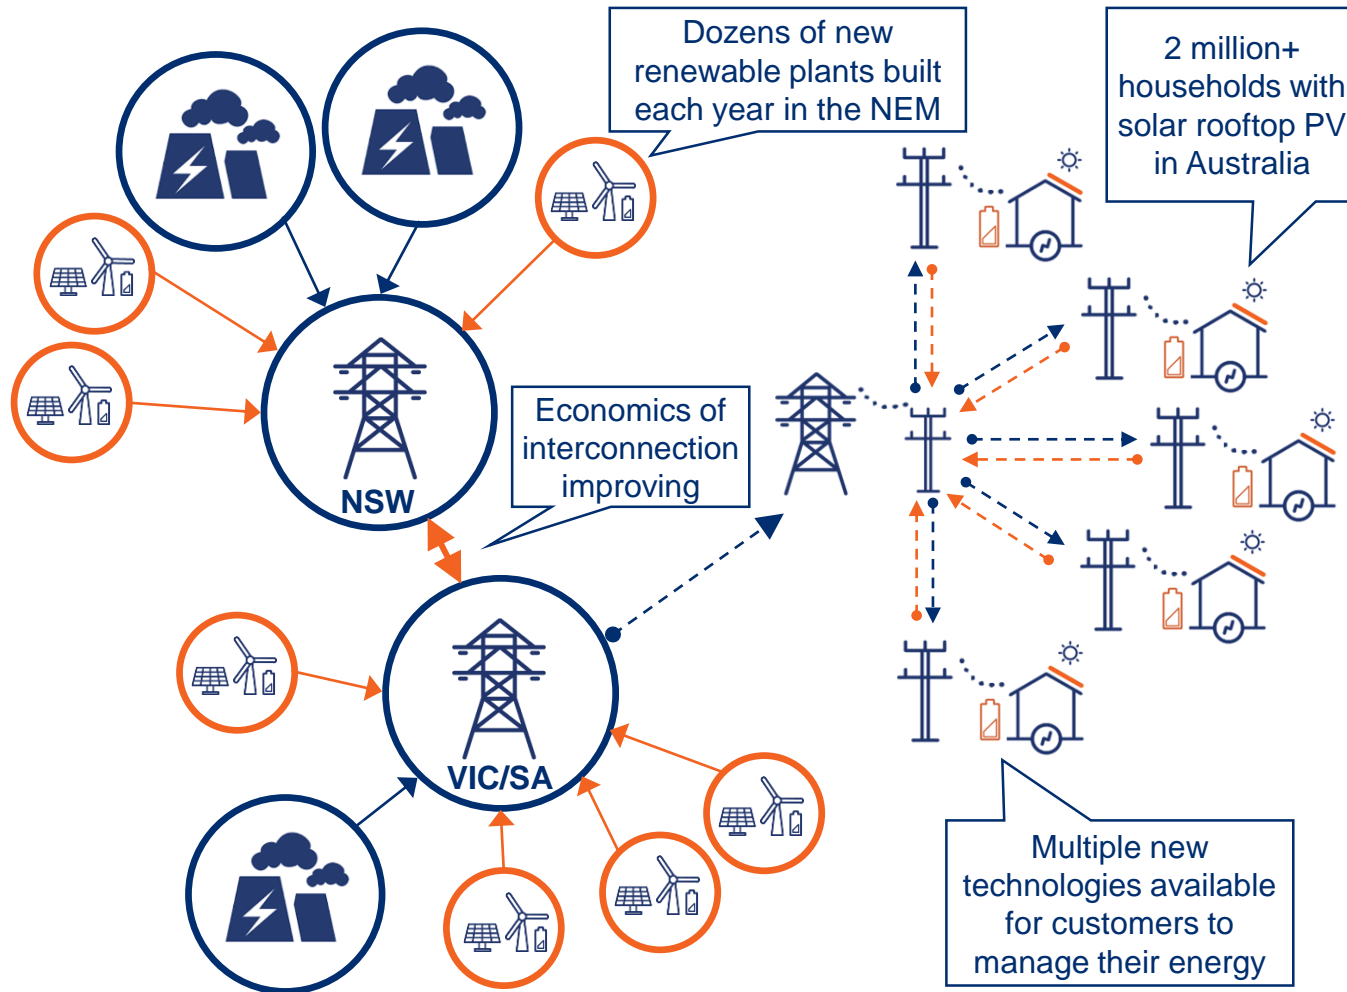 Dozens of new
renewable plants built
each year in the NEM
2 million+
households with
solar rooftop PV
in Australia
Economics of
interconnection
improving
NSW
VIC/SA
Multiple new
technologies available
for customers to
manage their energy